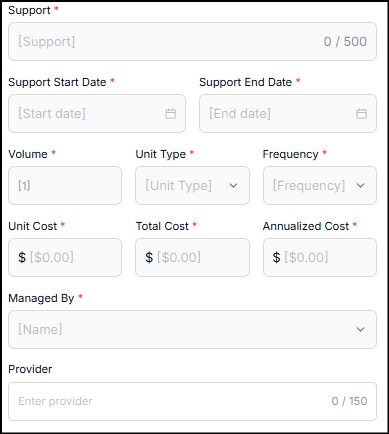 Support *
[Support] 0 / 500
Support Start Date * Support End Date *
[Start date] [End date]
Volume * Unit Type * Frequency *
[1] [Unit Type] [Frequency]
Unit Cost * Total Cost * Annualized Cost *
$ [$0.00] $ [$0.00] $ [$0.00]
Managed By *
[Name]
Provider
Enter provider 0 / 150